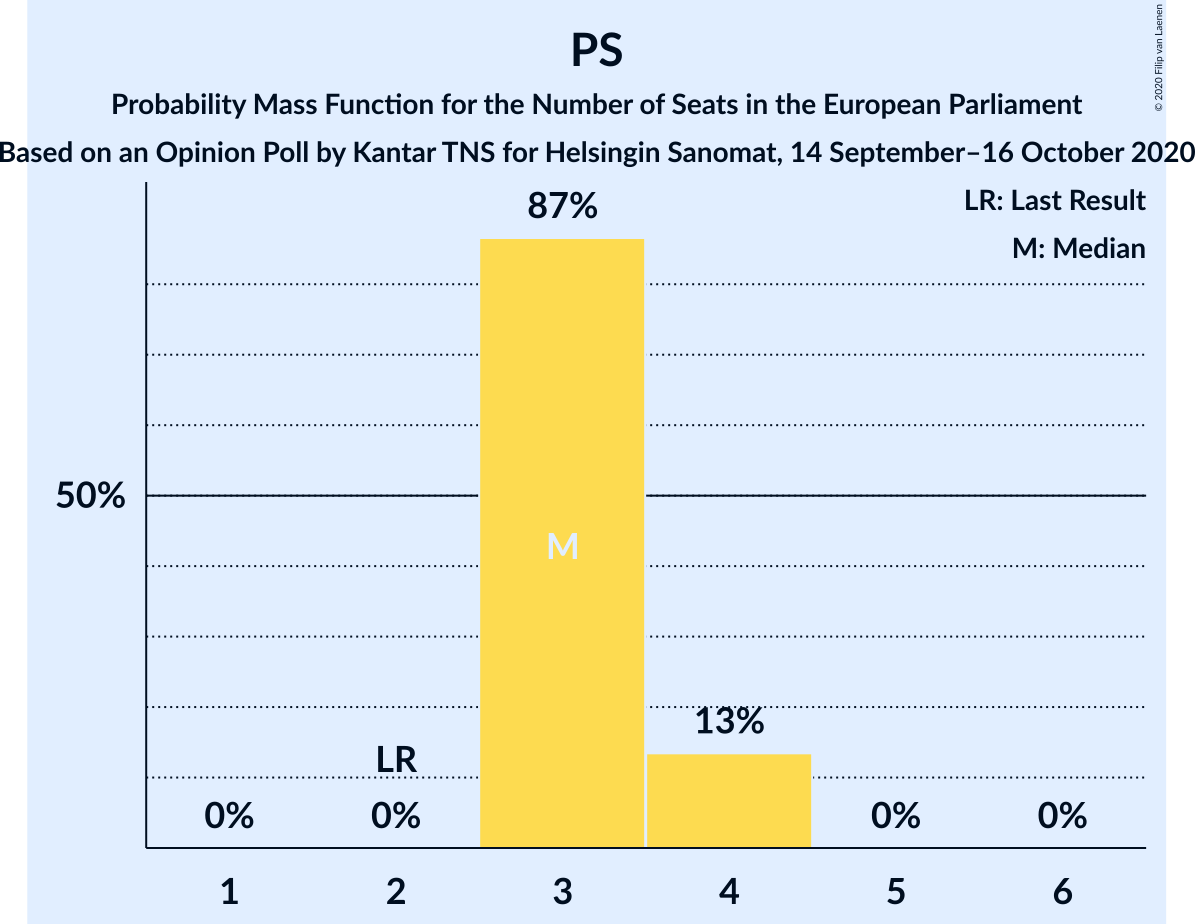 PS
Probability Mass Function for the Number of Seats in the European Parliament
Based on an Opinion Poll by Kantar TNS for Helsingin Sanomat, 14 September–16 October 2020
© 2020 Filip van Laenen
LR: Last Result
M: Median
87%
50%
M
13%
LR
0% 0% 0% 0%
1 2 3 4 5 6